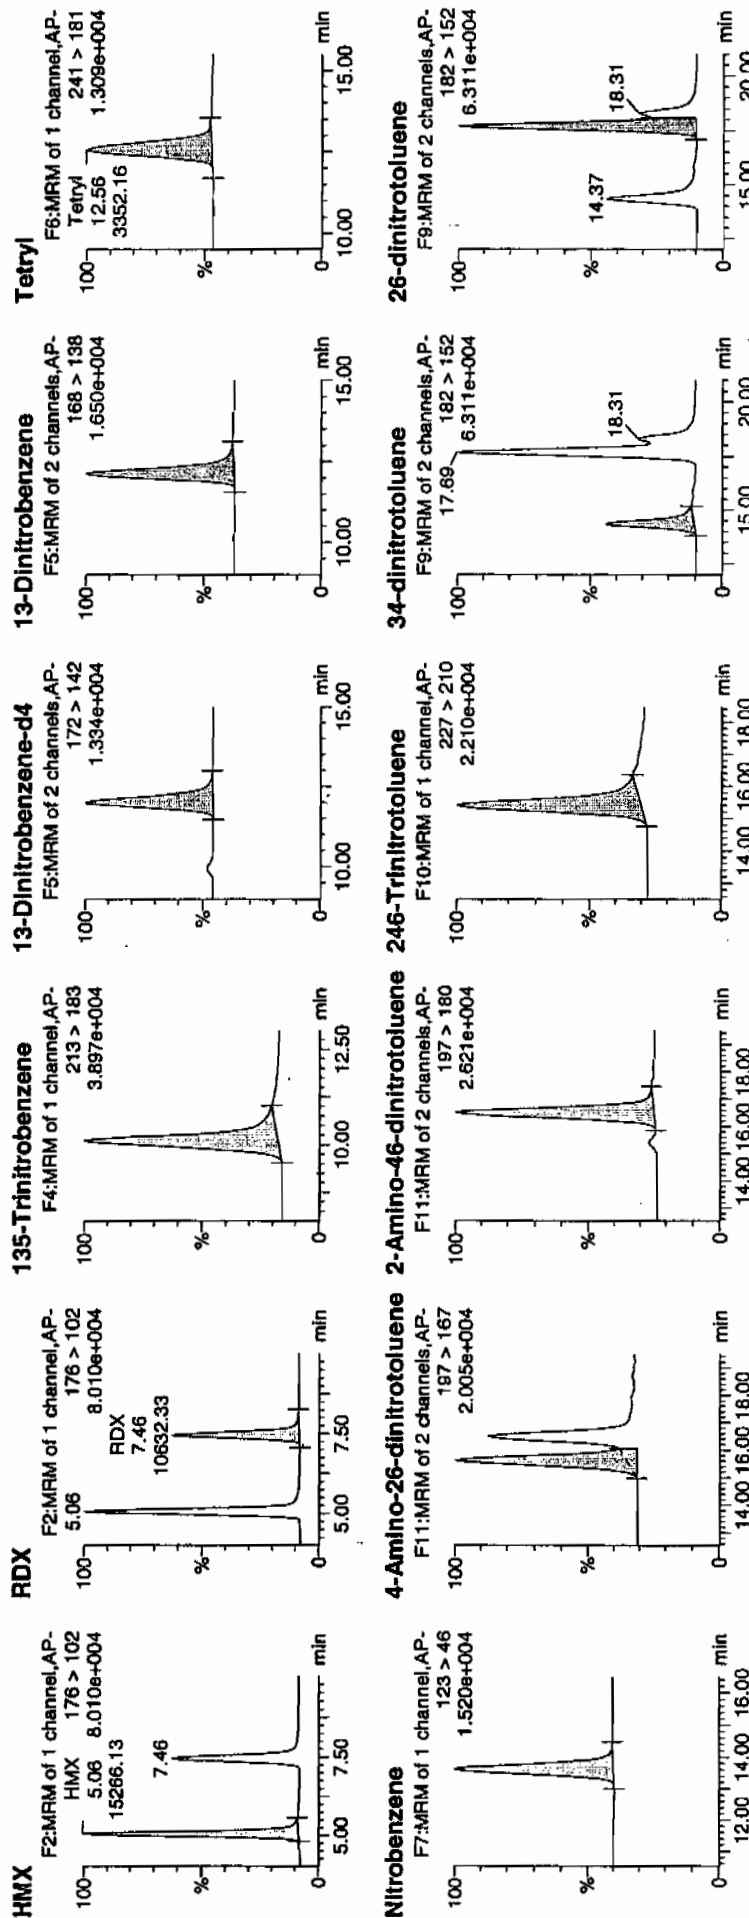 HMX
F2:MRM of 1 channel,AP-
HMX 176 > 102
5.06 8.010e+004
15266.13
7.46
100
%
0
5.00 7.50 min
RDX
F2:MRM of 1 channel,AP-
5.06 176 > 102
8.010e+004
RDX
7.46
10632.33
100
%
0
5.00 7.50 min
135-Trinitrobenzene
F4:MRM of 1 channel,AP-
213 > 183
3.897e+004
100
%
0
10.00 12.50 min
13-Dinitrobenzene-d4
F5:MRM of 2 channels,AP-
172 > 142
1.334e+004
100
%
0
10.00 15.00 min
13-Dinitrobenzene
F5:MRM of 2 channels,AP-
168 > 138
1.650e+004
100
%
0
10.00 15.00 min
Tetryl
F6:MRM of 1 channel,AP-
Tetryl 241 > 181
12.56 1.309e+004
3352.16
100
%
0
10.00 15.00 min
Nitrobenzene
F7:MRM of 1 channel,AP-
123 > 46
1.520e+004
100
%
0
12.00 14.00 16.00 min
4-Amino-26-dinitrotoluene
F11:MRM of 2 channels,AP-
197 > 167
2.005e+004
100
%
0
14.00 16.00 18.00 min
2-Amino-46-dinitrotoluene
F11:MRM of 2 channels,AP-
197 > 180
2.621e+004
100
%
0
14.00 16.00 18.00 min
246-Trinitrotoluene
F10:MRM of 1 channel,AP-
227 > 210
2.210e+004
100
%
0
14.00 16.00 18.00 min
34-dinitrotoluene
F9:MRM of 2 channels,AP-
17.69 182 > 152
6.311e+004
18.31
100
%
0
15.00 20.00 min
26-dinitrotoluene
F9:MRM of 2 channels,AP-
182 > 152
6.311e+004
14.37
18.31
100
%
0
15.00 20.00 min